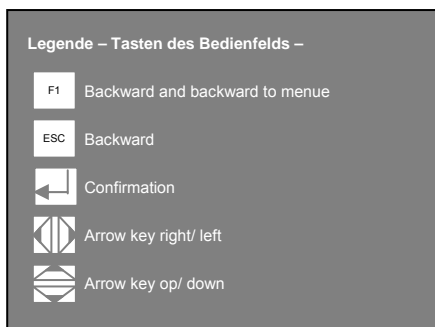 Legende – Tasten des Bedienfelds –
F1 Backward and backward to menue
ESC Backward
Confirmation
Arrow key right/ left
Arrow key op/ down